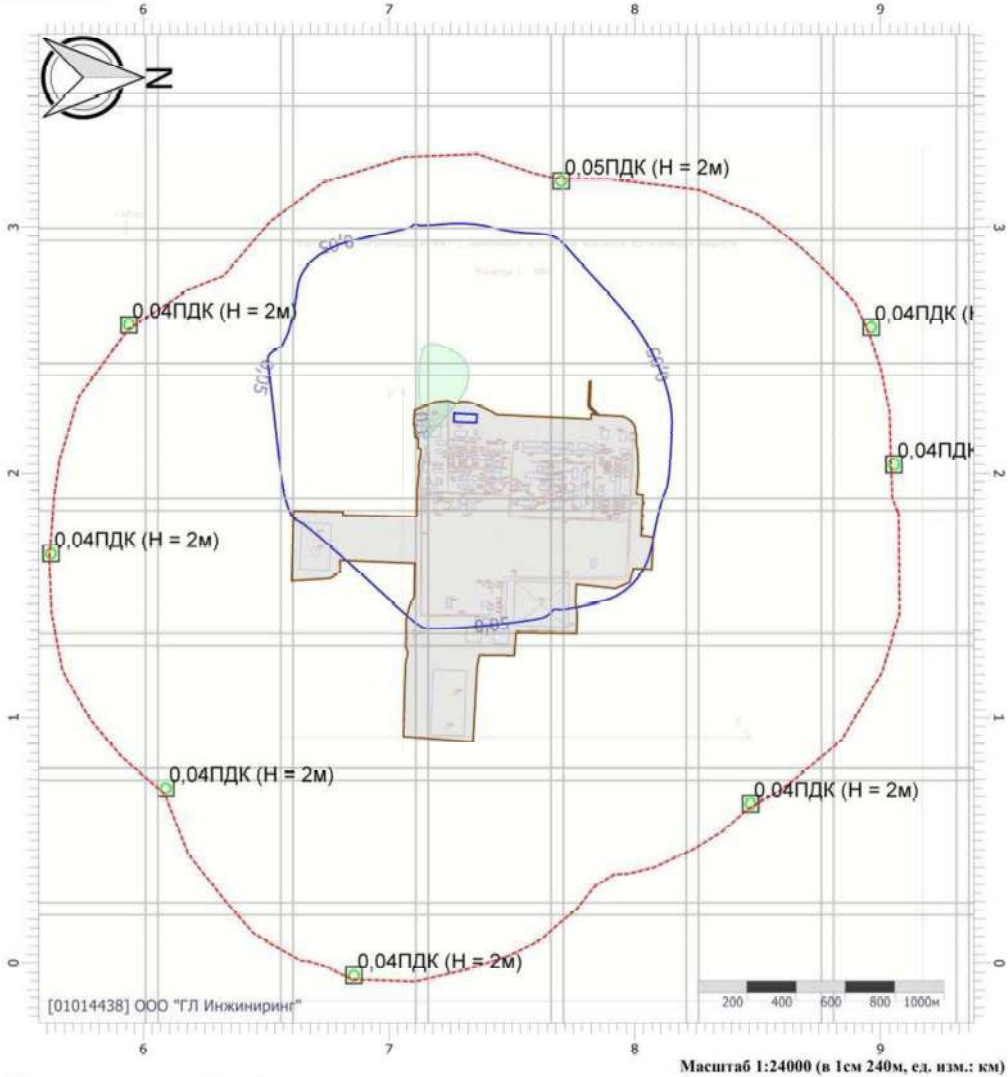 6 7 8 9
N
0,05ПДК (Н = 2м)
3 3
0,05
0,04ПДК (Н = 2м)
0,04ПДК (Н
0,05
0,05
0,04ПДК
2 2
0,04ПДК (Н = 2м)
0,05
1 1
0,04ПДК (Н = 2м)
0,04ПДК (Н = 2м)
0 0
0,04ПДК (Н = 2м)
[01014438] ООО "ГЛ Инжиниринг"
200 400 600 800 1000м
6 7 8 9
Масштаб 1:24000 (в 1см 240м, ед. изм.: км)